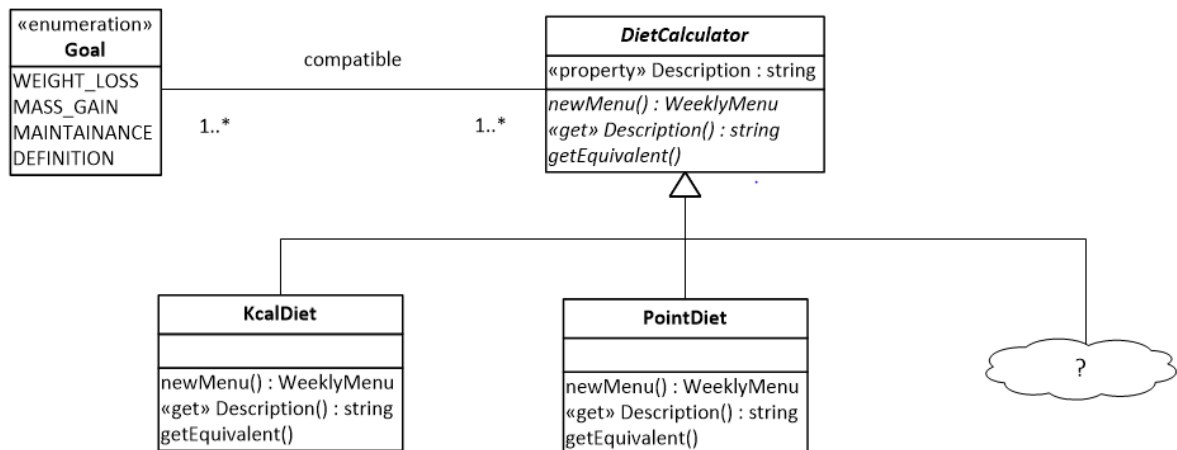 «enumeration»
Goal
WEIGHT_LOSS
MASS_GAIN
MAINTAINANCE
DEFINITION
compatible
1..*
1..*
DietCalculator
«property» Description : string
newMenu() : WeeklyMenu
«get» Description() : string
getEquivalent()
KcalDiet
newMenu() : WeeklyMenu
«get» Description() : string
getEquivalent()
PointDiet
newMenu() : WeeklyMenu
«get» Description() : string
getEquivalent()
?